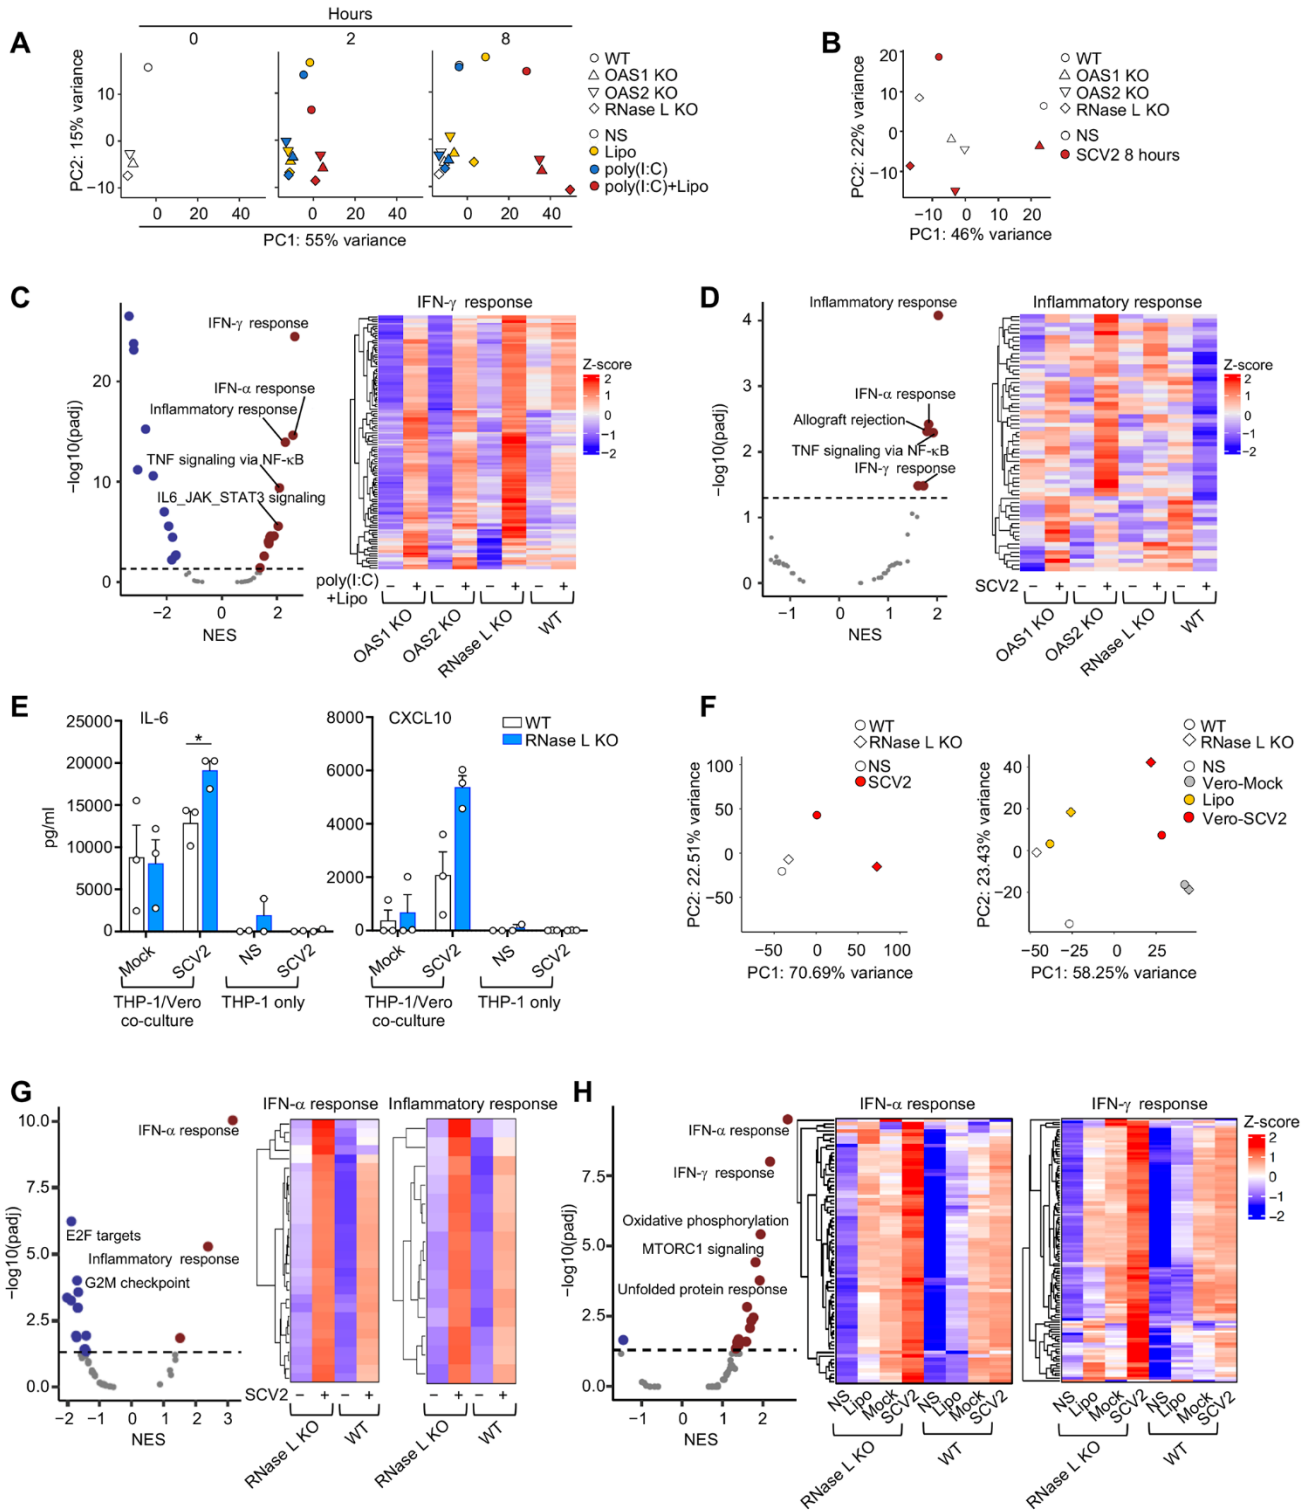 Hours
A
0
2
8
PC2: 15% variance
10
0
−10
0 20 40
0 20 40
0 20 40
PC1: 55% variance
WT
OAS1 KO
OAS2 KO
RNase L KO
NS
Lipo
poly(I:C)
poly(I:C)+Lipo
B
PC2: 22% variance
20
10
0
−10
−10 0 10 20
PC1: 46% variance
WT
OAS1 KO
OAS2 KO
RNase L KO
NS
SCV2 8 hours
C
−log10(padj)
20
10
0
−2 0 2
NES
IFN-γ response
IFN-α response
Inflammatory response
TNF signaling via NF-κB
IL6_JAK_STAT3 signaling
IFN-γ response
Z-score
2
1
0
−1
−2
poly(I:C)
+Lipo
− + − + − + − +
OAS1 KO
OAS2 KO
RNase L KO
WT
D
−log10(padj)
4
3
2
1
0
−1 0 1 2
NES
Inflammatory response
IFN-α response
Allograft rejection
TNF signaling via NF-κB
IFN-γ response
Inflammatory response
Z-score
2
1
0
−1
−2
SCV2
− + − + − + − +
OAS1 KO
OAS2 KO
RNase L KO
WT
E
pg/ml
IL-6
25000
20000
15000
10000
5000
0
*
Mock
SCV2
NS
SCV2
THP-1/Vero
co-culture
THP-1 only
CXCL10
8000
6000
4000
2000
0
WT
RNase L KO
Mock
SCV2
NS
SCV2
THP-1/Vero
co-culture
THP-1 only
F
WT
RNase L KO
NS
SCV2
PC2: 22.51% variance
100
50
0
−50
−50 0 50 100
PC1: 70.69% variance
WT
RNase L KO
NS
Vero-Mock
Lipo
Vero-SCV2
PC2: 23.43% variance
40
20
0
−20
−50 −25 0 25
PC1: 58.25% variance
G
−log10(padj)
10.0
7.5
5.0
2.5
0.0
−2 −1 0 1 2 3
NES
IFN-α response
E2F targets
Inflammatory response
G2M checkpoint
IFN-α response
Inflammatory response
SCV2
− + − +
− + − +
RNase L KO
WT
RNase L KO
WT
H
−log10(padj)
7.5
5.0
2.5
0.0
−1 0 1 2
NES
IFN-α response
IFN-γ response
Oxidative phosphorylation
MTORC1 signaling
Unfolded protein response
IFN-α response
IFN-γ response
Z-score
2
1
0
−1
−2
NS
Lipo
Mock
SCV2
NS
Lipo
Mock
SCV2
RNase L KO
WT
NS
Lipo
Mock
SCV2
NS
Lipo
Mock
SCV2
RNase L KO
WT